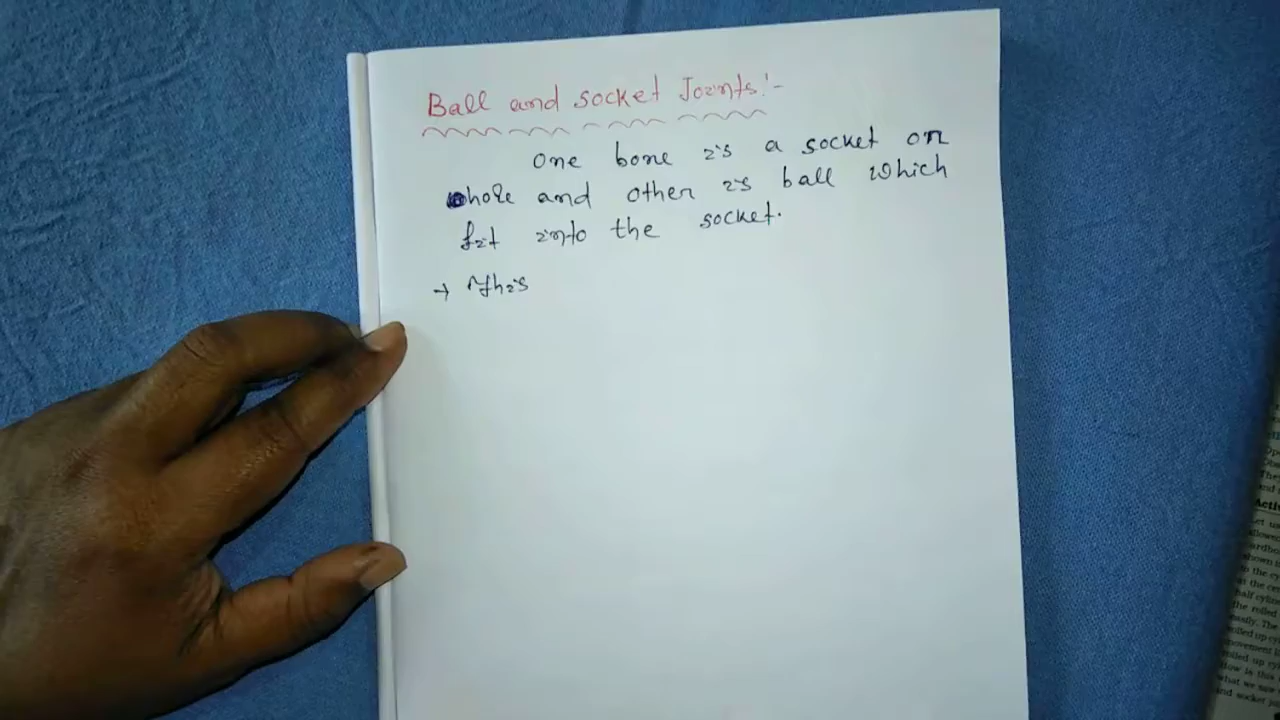 Ball and socket Joints:-
One bone is a socket or
hole and other is ball which
fit into the socket.
→ This